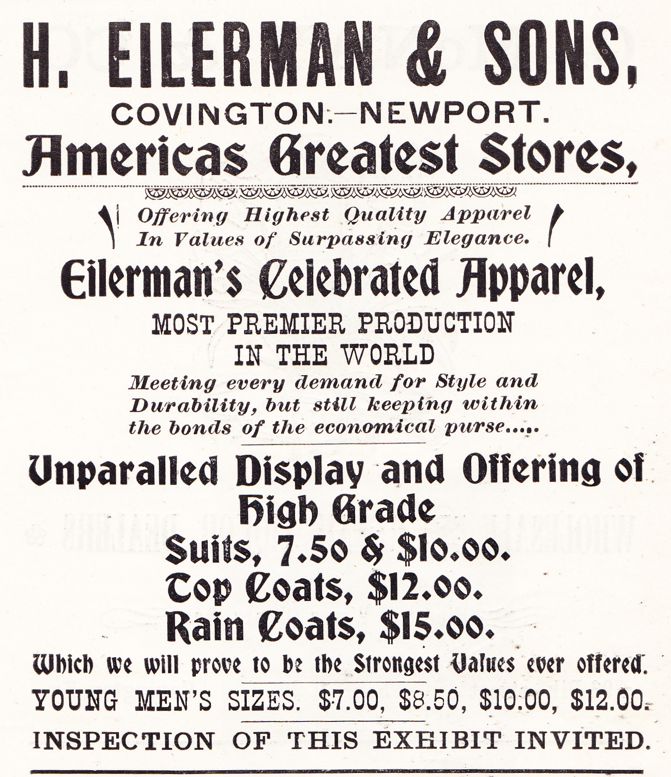 H. EILERMAN & SONS,
COVINGTON.—NEWPORT.
Americas Greatest Stores,
Offering Highest Quality Apparel
In Values of Surpassing Elegance.
Eilerman's Celebrated Apparel,
MOST PREMIER PRODUCTION
IN THE WORLD
Meeting every demand for Style and
Durability, but still keeping within
the bonds of the economical purse.....
Unparalled Display and Offering of
High Grade
Suits, 7.50 & $10.00.
Top Coats, $12.00.
Rain Coats, $15.00.
Which we will prove to be the Strongest Values ever offered.
YOUNG MEN'S SIZES. $7.00, $8.50, $10.00, $12.00.
INSPECTION OF THIS EXHIBIT INVITED.